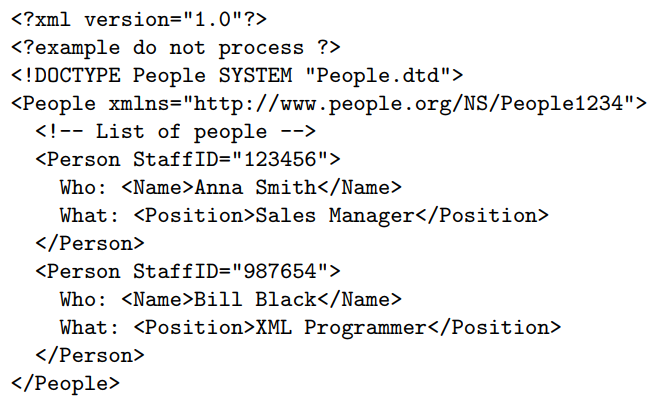 <?xml version="1.0"?>
<?example do not process ?>
<!DOCTYPE People SYSTEM "People.dtd">
<People xmlns="http://www.people.org/NS/People1234">
  <!-- List of people -->
  <Person StaffID="123456">
    Who: <Name>Anna Smith</Name>
    What: <Position>Sales Manager</Position>
  </Person>
  <Person StaffID="987654">
    Who: <Name>Bill Black</Name>
    What: <Position>XML Programmer</Position>
  </Person>
</People>